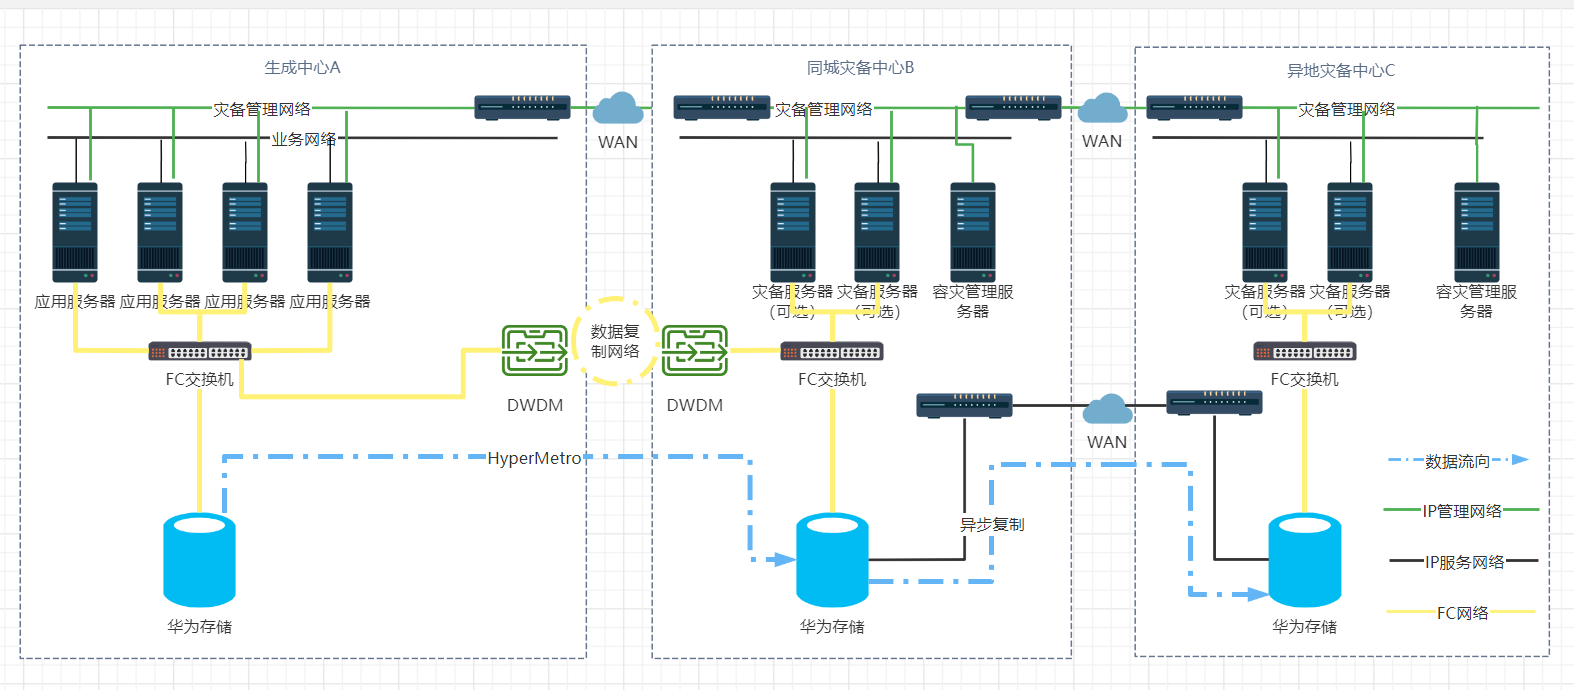 生成中心A
同城灾备中心B
异地灾备中心C
灾备管理网络
灾备管理网络
灾备管理网络
业务网络
WAN
WAN
应用服务器
应用服务器
应用服务器
应用服务器
灾备服务器
(可选)
灾备服务器
(可选)
容灾管理服
务器
灾备服务器
(可选)
灾备服务器
(可选)
容灾管理服
务器
数据复
制网络
FC交换机
DWDM
DWDM
FC交换机
FC交换机
WAN
HyperMetro
异步复制
数据流向
IP管理网络
IP服务网络
FC网络
华为存储
华为存储
华为存储